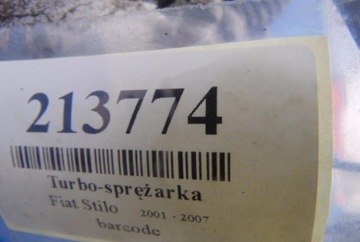 213774
Turbo-sprężarka
Fiat Stilo 2001 - 2007
barcode